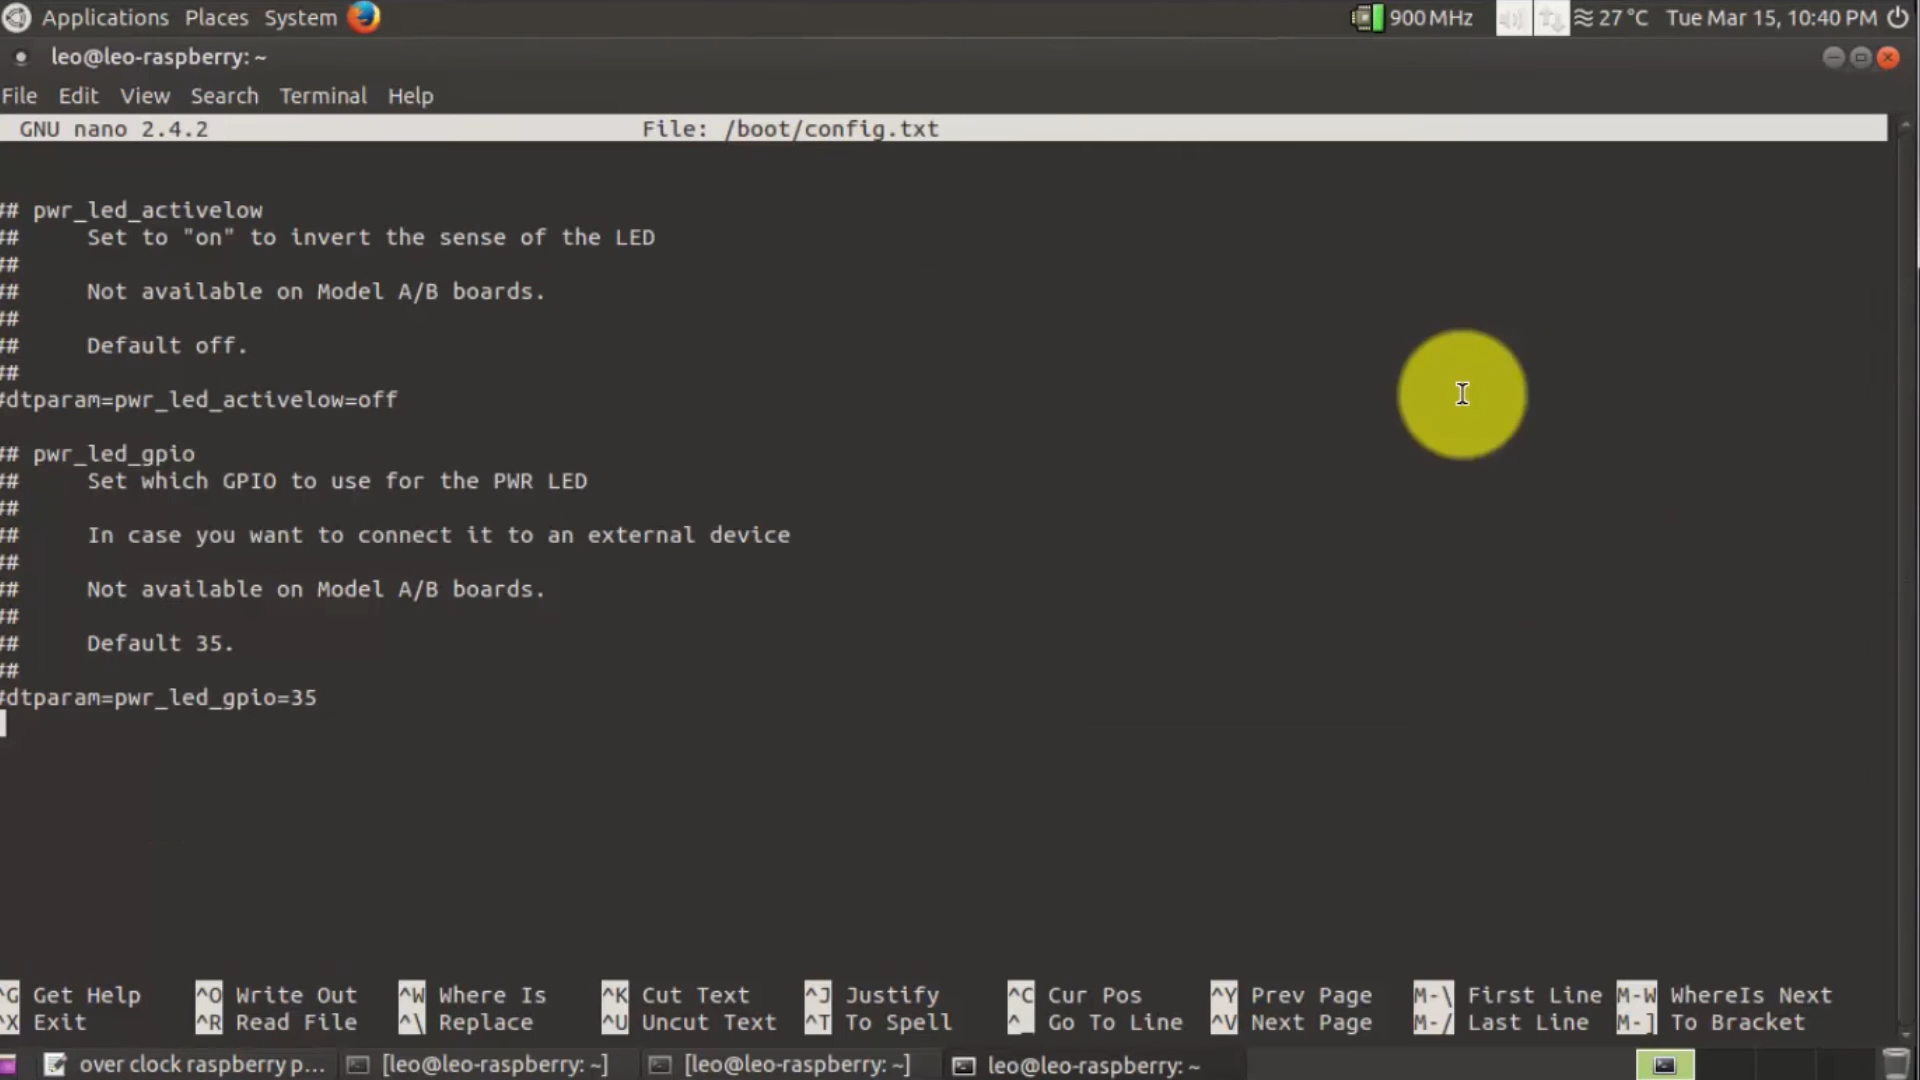 Applications Places System 900 MHz 27 °C Tue Mar 15, 10:40 PM
leo@leo-raspberry: ~
File Edit View Search Terminal Help
GNU nano 2.4.2 File: /boot/config.txt
## pwr_led_activelow
## Set to "on" to invert the sense of the LED
##
## Not available on Model A/B boards.
##
## Default off.
##
#dtparam=pwr_led_activelow=off
## pwr_led_gpio
## Set which GPIO to use for the PWR LED
##
## In case you want to connect it to an external device
##
## Not available on Model A/B boards.
##
## Default 35.
##
#dtparam=pwr_led_gpio=35
^G Get Help ^O Write Out ^W Where Is ^K Cut Text ^J Justify ^C Cur Pos ^Y Prev Page M-\ First Line M-W WhereIs Next
^X Exit ^R Read File ^\ Replace ^U Uncut Text ^T To Spell ^_ Go To Line ^V Next Page M-/ Last Line M-] To Bracket
over clock raspberry p... [leo@leo-raspberry: ~] [leo@leo-raspberry: ~] leo@leo-raspberry: ~